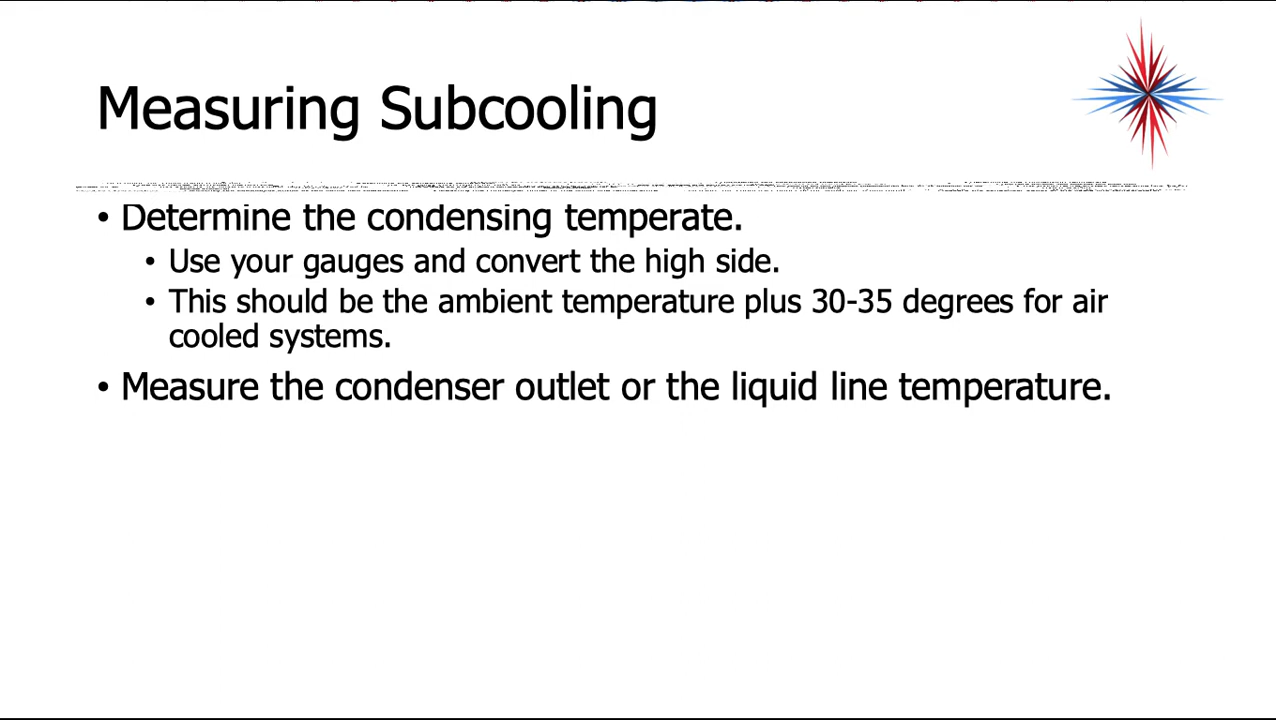 Measuring Subcooling
• Determine the condensing temperate.
• Use your gauges and convert the high side.
• This should be the ambient temperature plus 30-35 degrees for air
cooled systems.
• Measure the condenser outlet or the liquid line temperature.